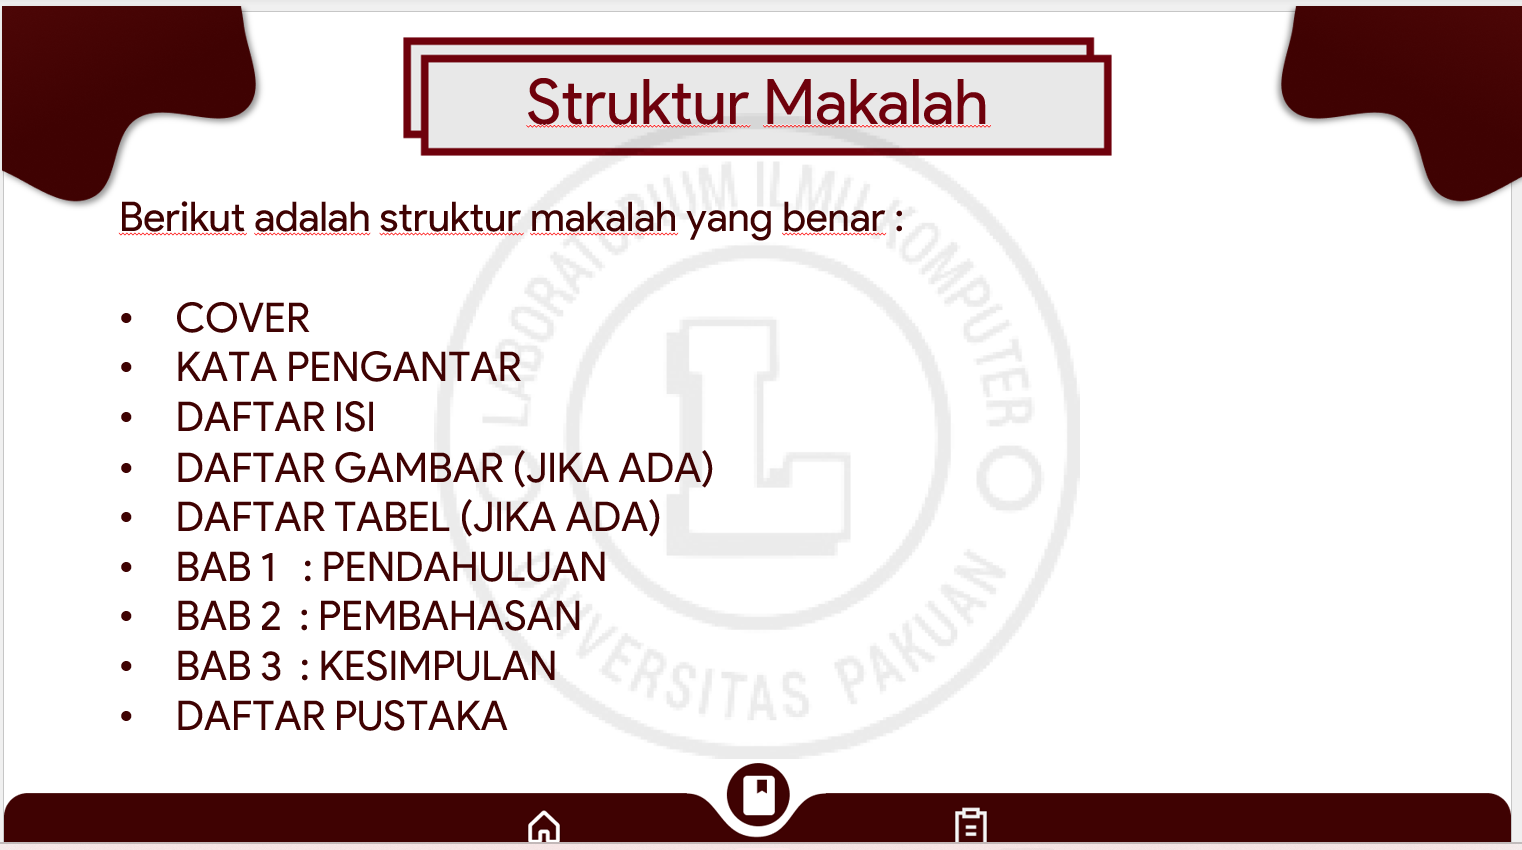 Struktur Makalah
Berikut adalah struktur makalah yang benar :
• COVER
• KATA PENGANTAR
• DAFTAR ISI
• DAFTAR GAMBAR (JIKA ADA)
• DAFTAR TABEL (JIKA ADA)
• BAB 1 : PENDAHULUAN
• BAB 2 : PEMBAHASAN
• BAB 3 : KESIMPULAN
• DAFTAR PUSTAKA
LABORATORIUM ILMU KOMPUTER
L
UNIVERSITAS PAKUAN